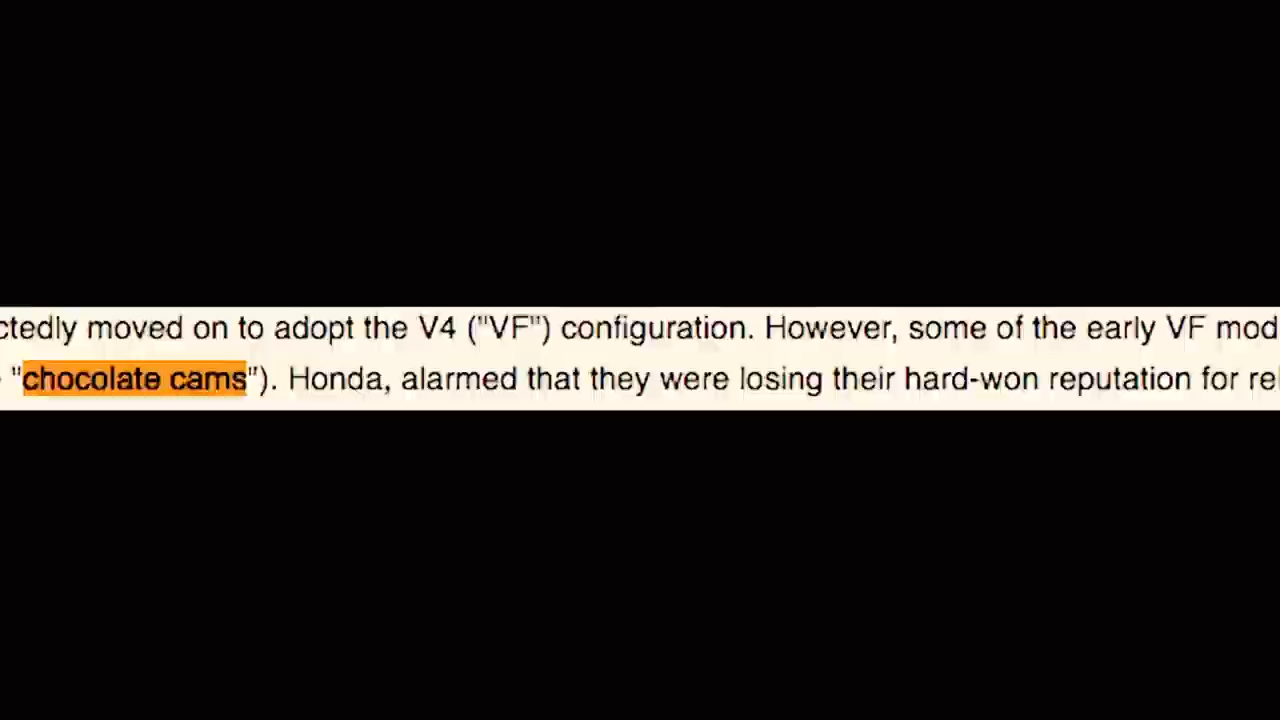 ctedly moved on to adopt the V4 ("VF") configuration. However, some of the early VF mod
"chocolate cams"). Honda, alarmed that they were losing their hard-won reputation for rel